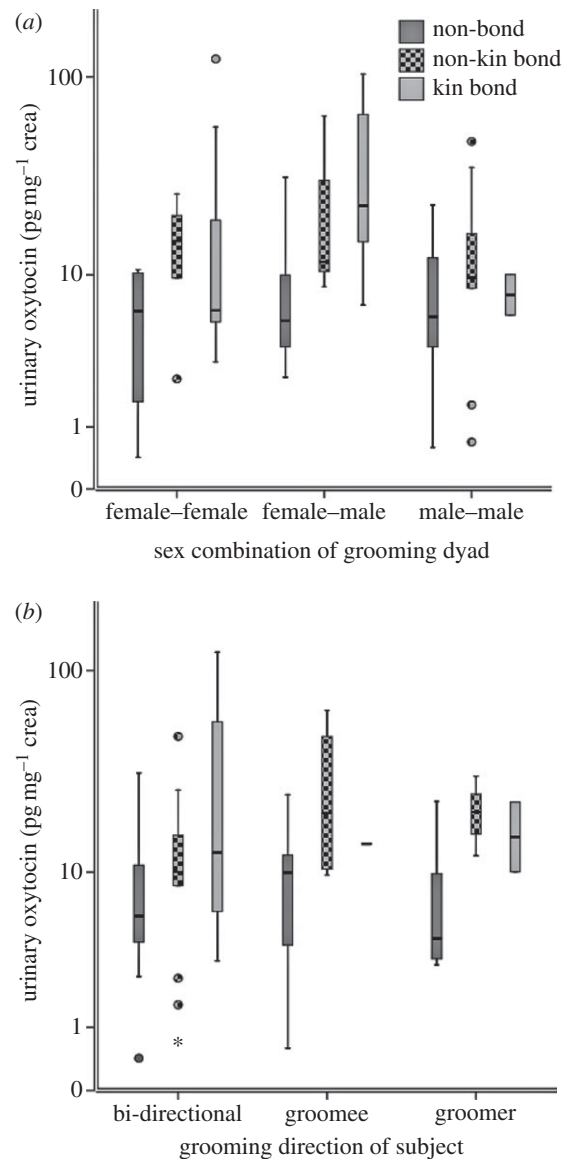 (a)
non-bond
non-kin bond
kin bond
100
10
1
0
urinary oxytocin (pg mg⁻¹ crea)
female–female female–male male–male
sex combination of grooming dyad
(b)
100
10
1
0
urinary oxytocin (pg mg⁻¹ crea)
*
bi-directional groomee groomer
grooming direction of subject